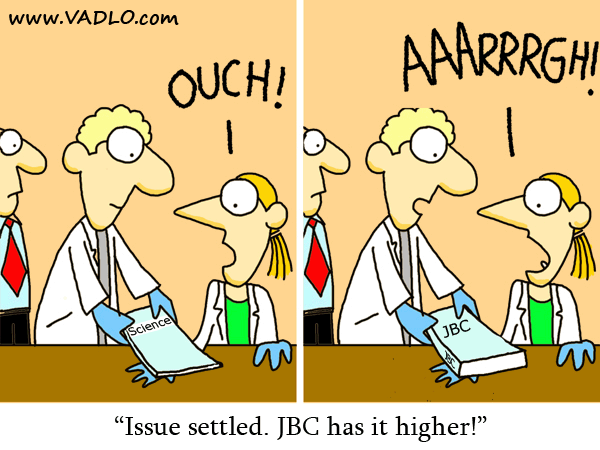 www.VADLO.com
OUCH!
AAARRRGH!
Science
JBC
JBC
“Issue settled. JBC has it higher!”